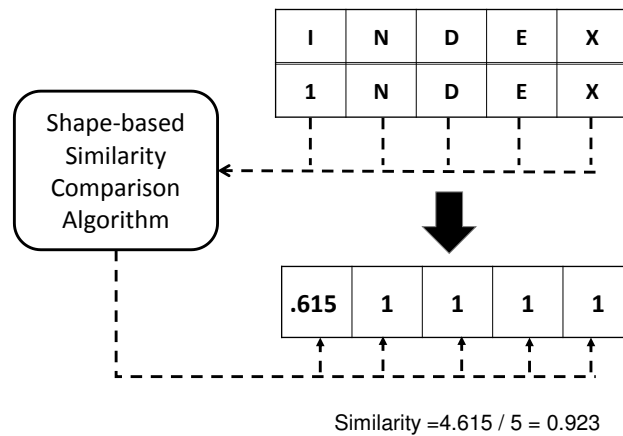 I N D E X
1 N D E X
Shape-based
Similarity
Comparison
Algorithm
.615 1 1 1 1
Similarity =4.615 / 5 = 0.923